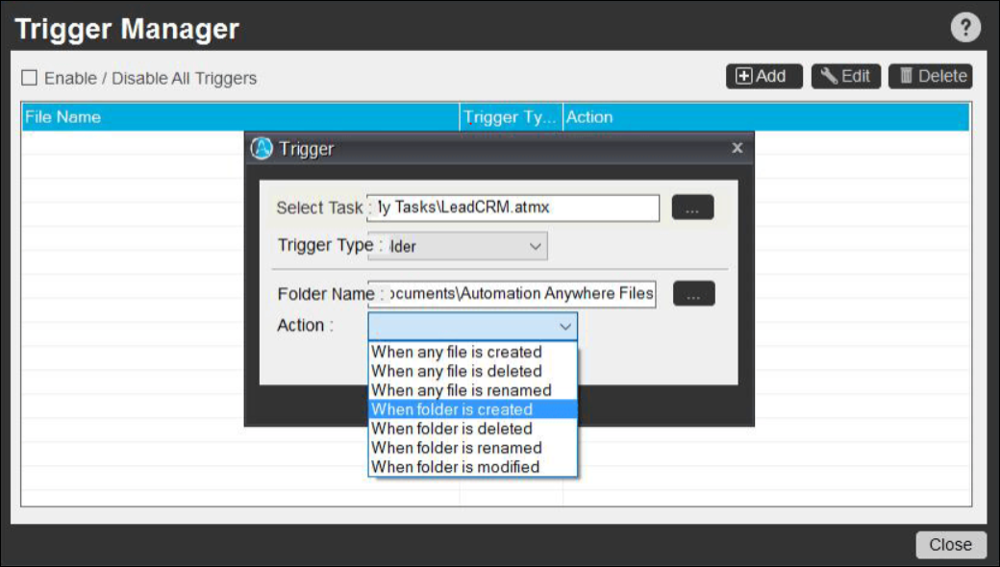 Trigger Manager
?
Enable / Disable All Triggers
Add
Edit
Delete
File Name
Trigger Ty...
Action
Trigger
x
Select Task : ly Tasks\LeadCRM.atmx
...
Trigger Type : lder
Folder Name : ocuments\Automation Anywhere Files
...
Action :
When any file is created
When any file is deleted
When any file is renamed
When folder is created
When folder is deleted
When folder is renamed
When folder is modified
Close